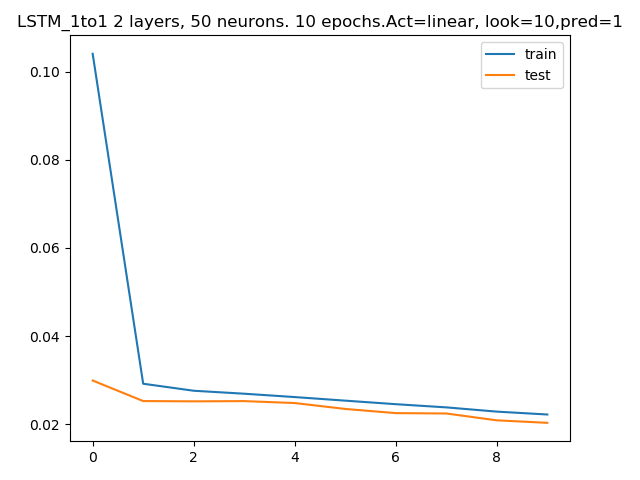 LSTM_1to1 2 layers, 50 neurons. 10 epochs.Act=linear, look=10,pred=1
train
test
0.10
0.08
0.06
0.04
0.02
0 2 4 6 8